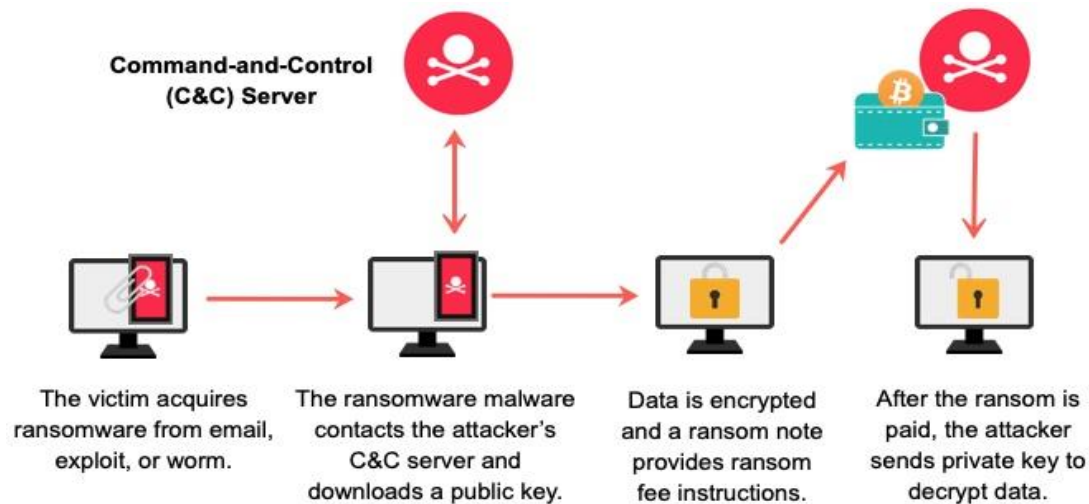 Command-and-Control
(C&C) Server
B
The victim acquires
ransomware from email,
exploit, or worm.
The ransomware malware
contacts the attacker's
C&C server and
downloads a public key.
Data is encrypted
and a ransom note
provides ransom
fee instructions.
After the ransom is
paid, the attacker
sends private key to
decrypt data.